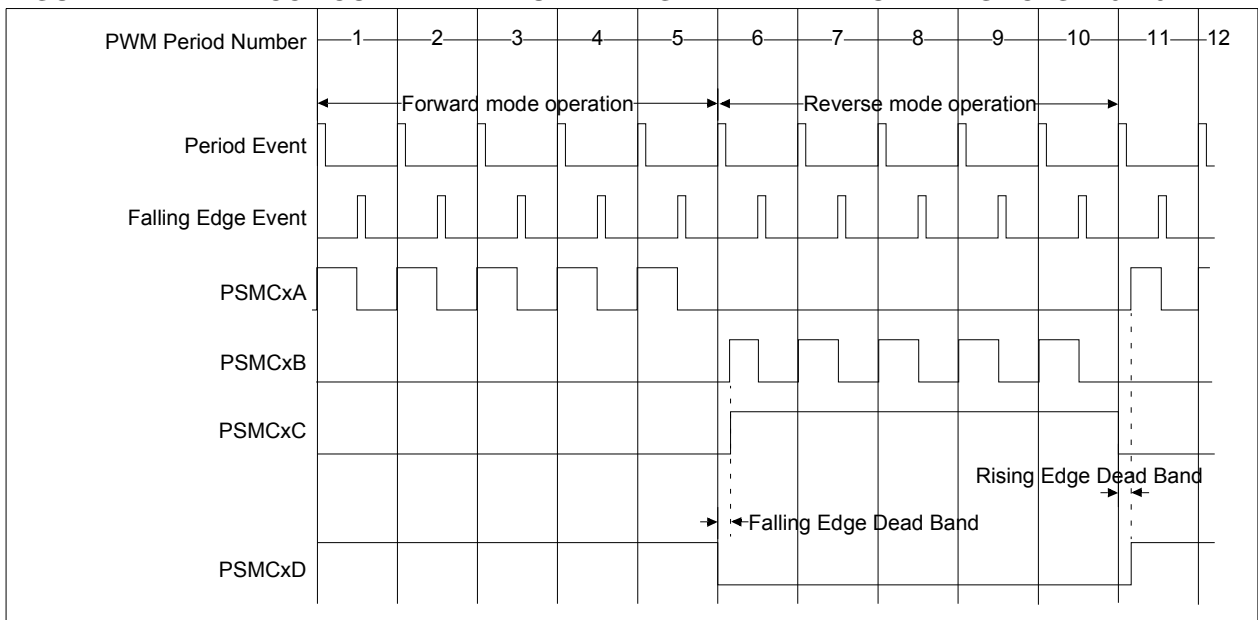 PWM Period Number 1 2 3 4 5 6 7 8 9 10 11 12
Forward mode operation Reverse mode operation
Period Event
Falling Edge Event
PSMCxA
PSMCxB
PSMCxC
Rising Edge Dead Band
Falling Edge Dead Band
PSMCxD